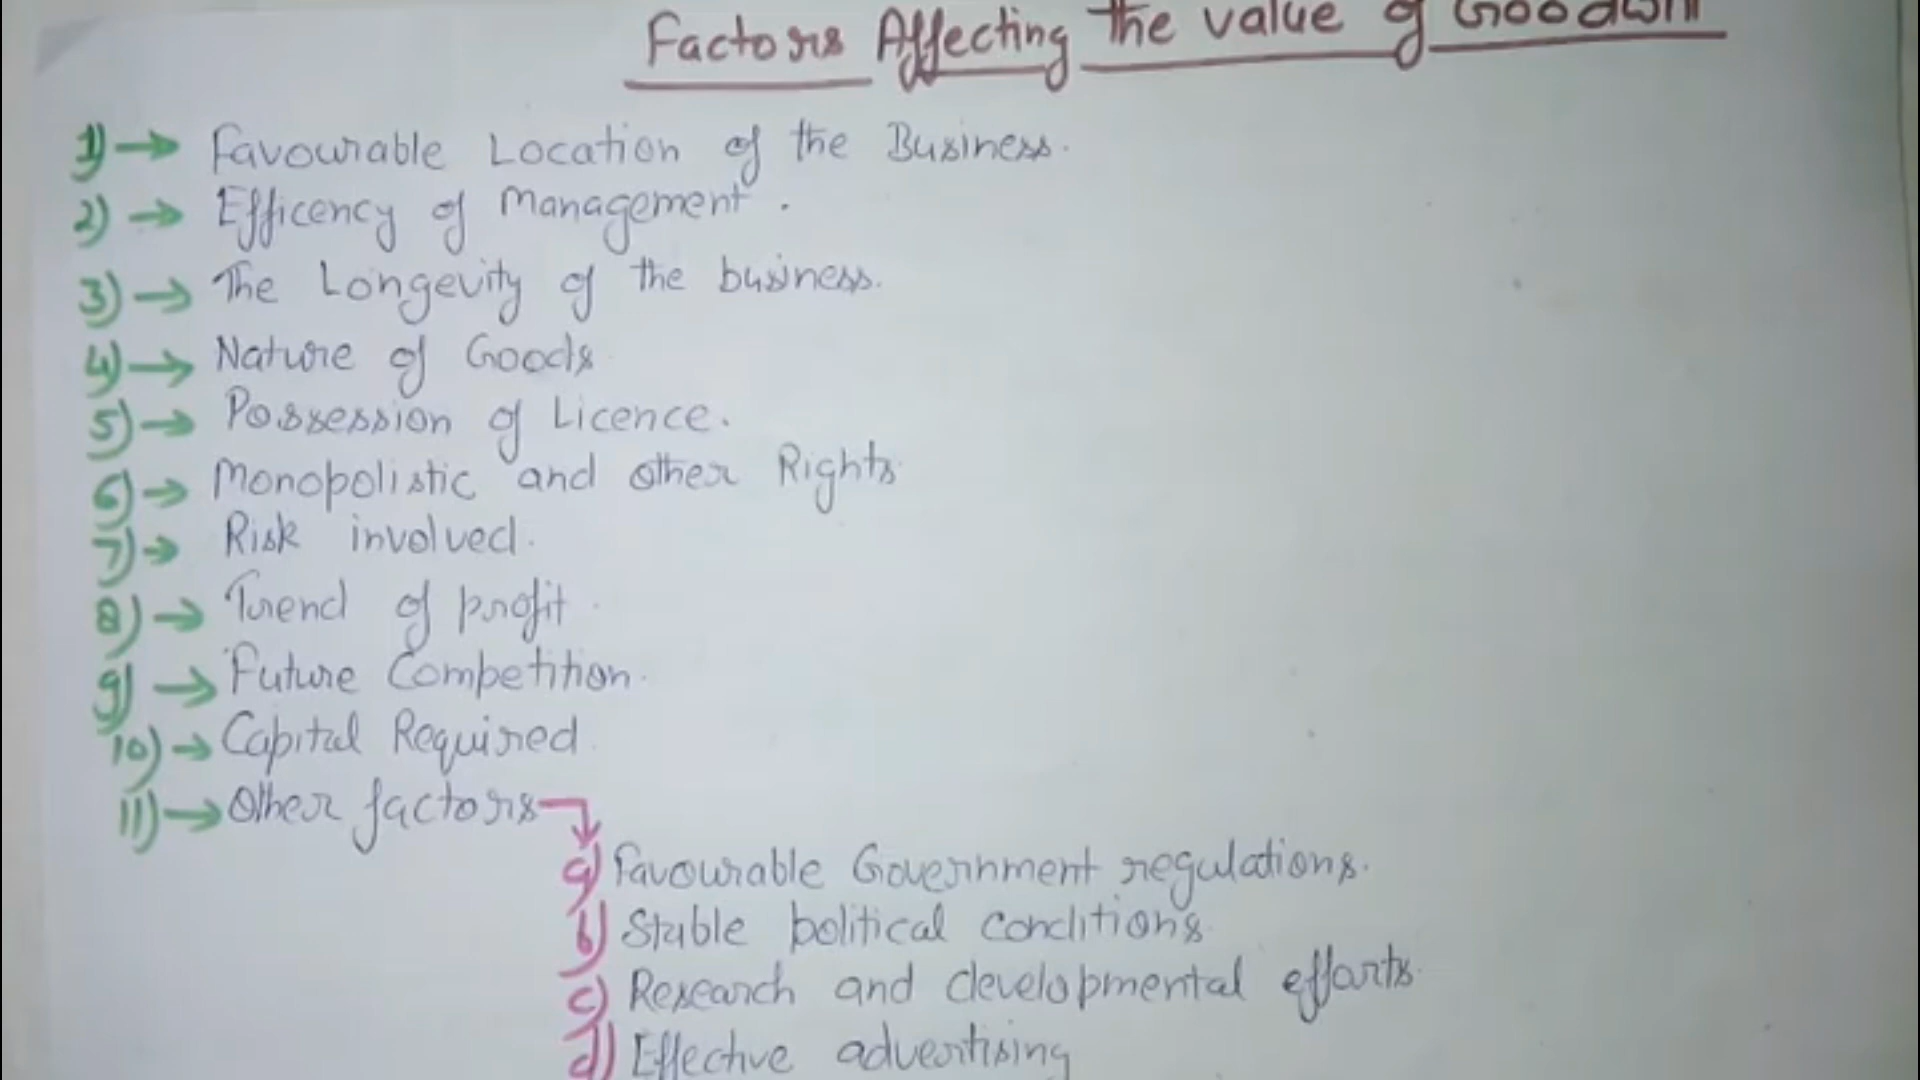 Factors Affecting the value of Goodwill
1) → Favourable Location of the Business.
2) → Efficency of Management.
3) → The Longevity of the business.
4) → Nature of Goods
5) → Possession of Licence.
6) → Monopolistic and other Rights
7) → Risk involved.
8) → Trend of profit.
9) → Future Competition.
10) → Capital Required.
11) → Other factors
a) Favourable Government regulations.
b) Stable political conditions
c) Research and developmental efforts
d) Effective advertising